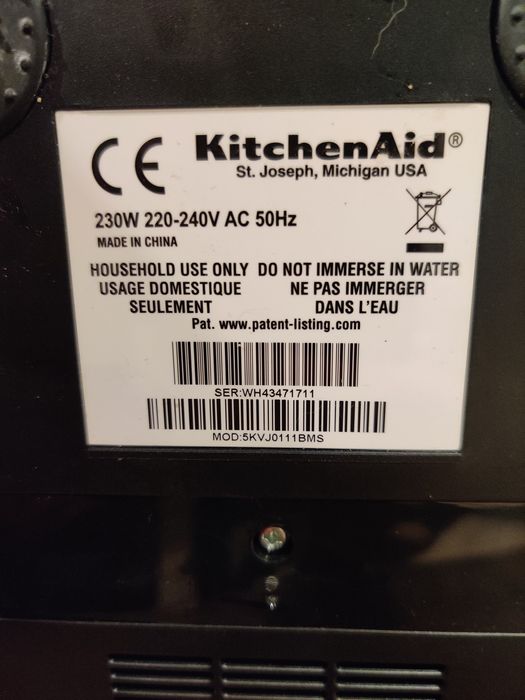 CE KitchenAid®
St. Joseph, Michigan USA
230W 220-240V AC 50Hz
MADE IN CHINA
HOUSEHOLD USE ONLY DO NOT IMMERSE IN WATER
USAGE DOMESTIQUE NE PAS IMMERGER
SEULEMENT DANS L'EAU
Pat. www.patent-listing.com
SER:WH43471711
MOD:5KVJ0111BMS